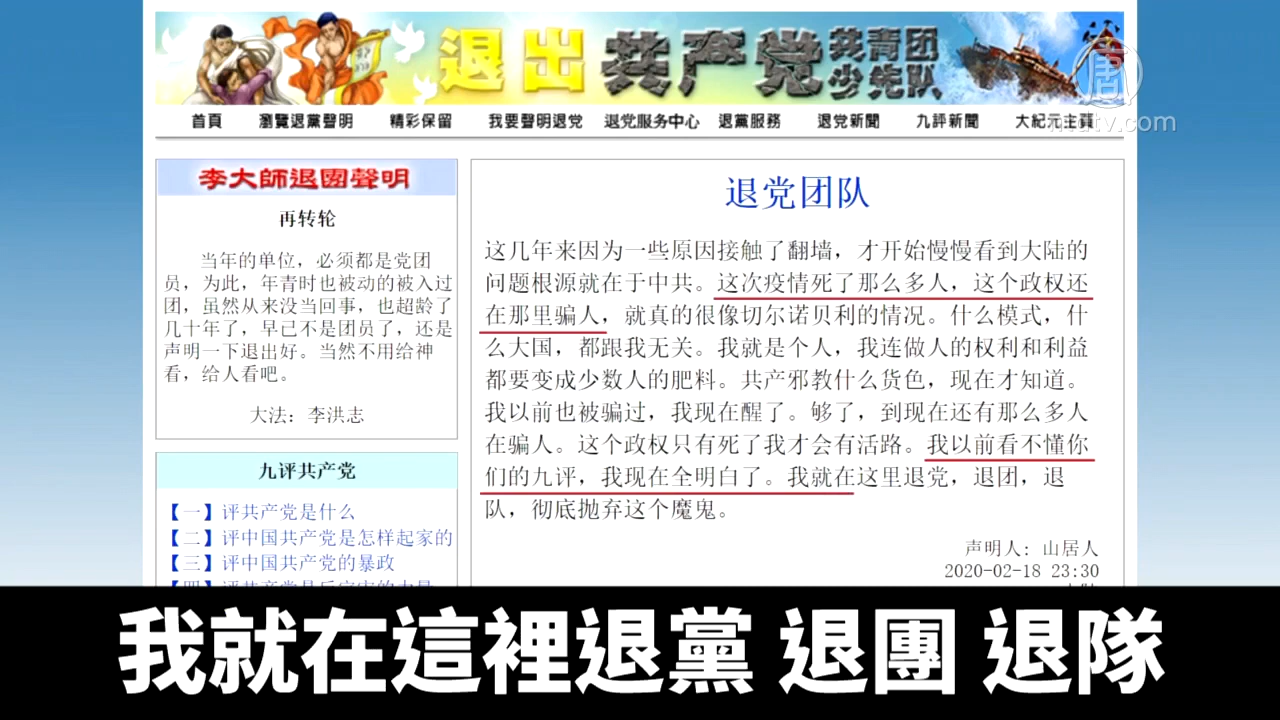 退出共产党
共青团
少先队
唐
ntdtv.com
首頁 瀏覽退黨聲明 精彩保留 我要聲明退党 退党服务中心 退黨服務 退党新聞 九評新聞 大紀元主頁
李大師退團聲明
再转轮
当年的单位，必须都是党团
员，为此，年青时也被动的被入过
团，虽然从来没当回事，也超龄了
几十年了，早已不是团员了，还是
声明一下退出好。当然不用给神
看，给人看吧。
大法：李洪志
九评共产党
【一】评共产党是什么
【二】评中国共产党是怎样起家的
【三】评中国共产党的暴政
退党团队
这几年来因为一些原因接触了翻墙，才开始慢慢看到大陆的
问题根源就在于中共。这次疫情死了那么多人，这个政权还
在那里骗人，就真的很像切尔诺贝利的情况。什么模式，什
么大国，都跟我无关。我就是个人，我连做人的权利和利益
都要变成少数人的肥料。共产邪教什么货色，现在才知道。
我以前也被骗过，我现在醒了。够了，到现在还有那么多人
在骗人。这个政权只有死了我才会有活路。我以前看不懂你
们的九评，我现在全明白了。我就在这里退党，退团，退
队，彻底抛弃这个魔鬼。
声明人：山居人
2020-02-18 23:30
我就在這裡退黨 退團 退隊